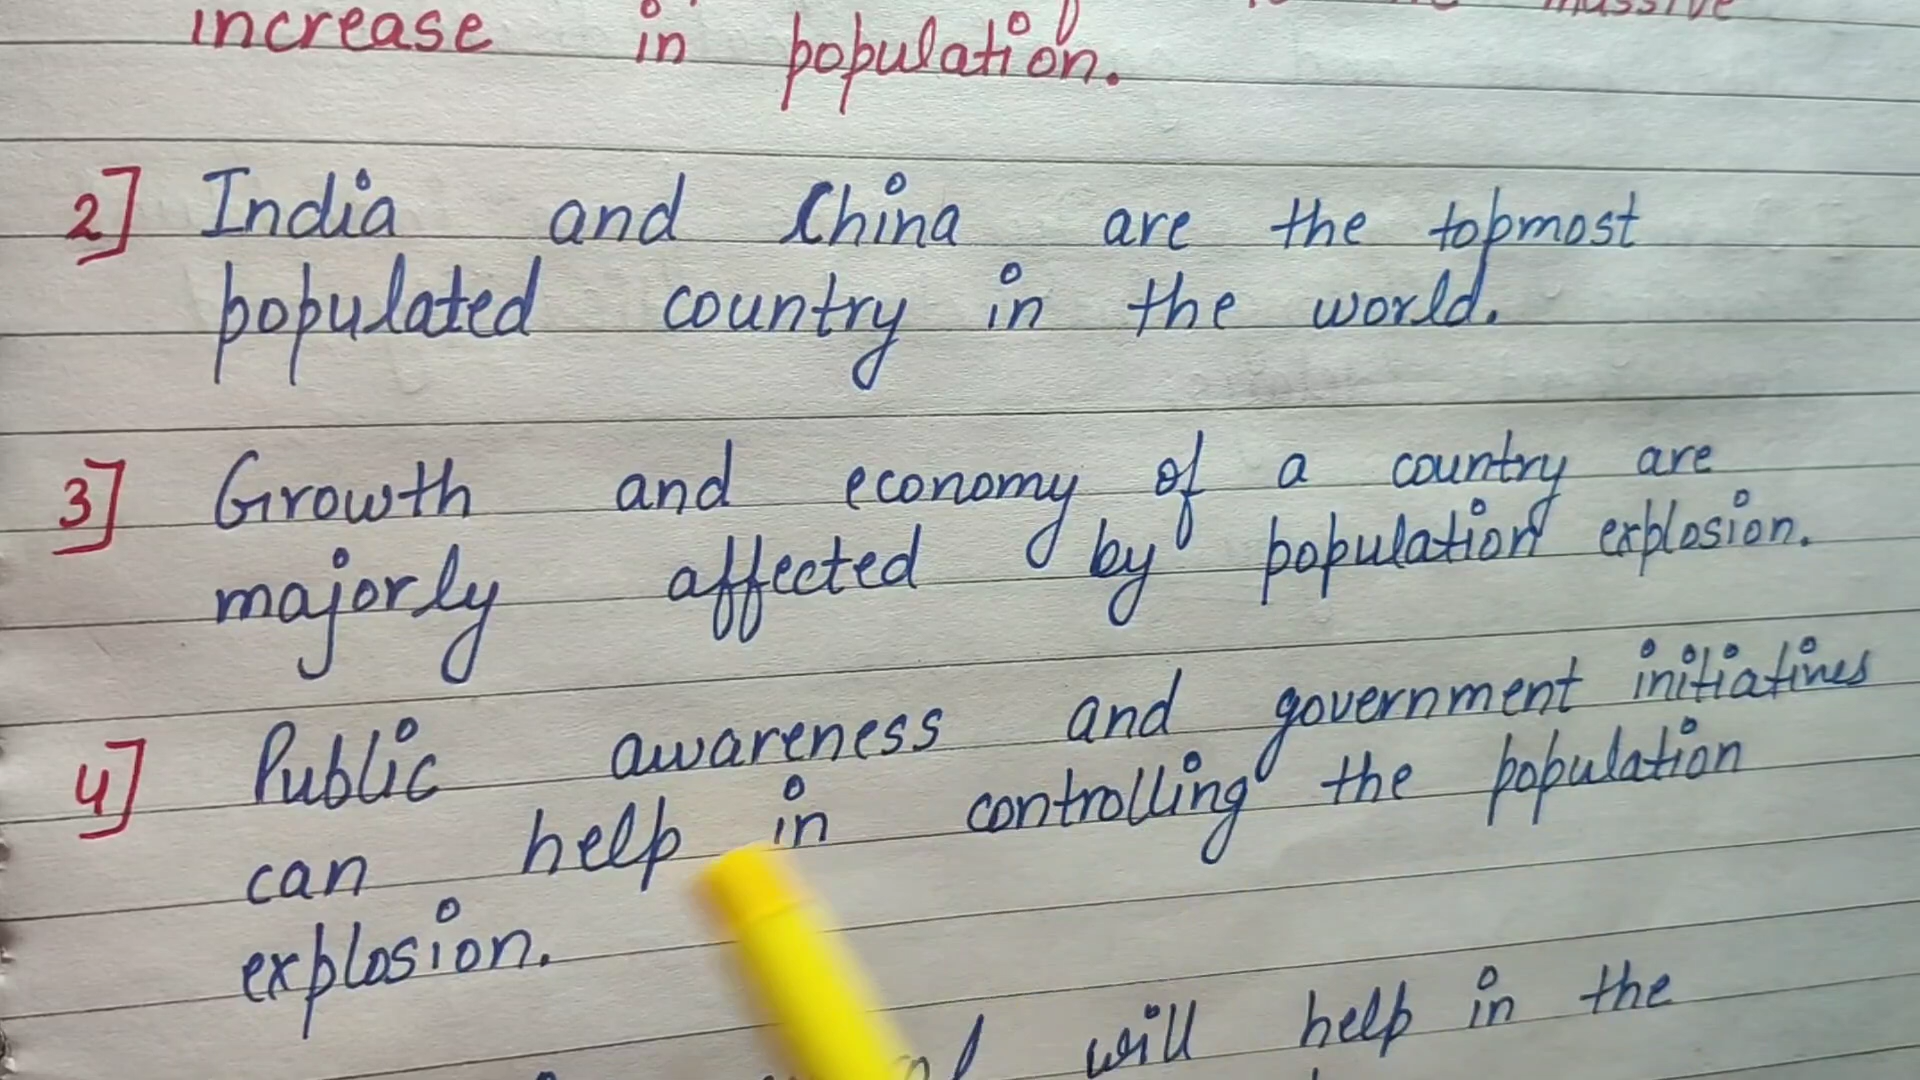 massive
increase in population.
2] India and China are the topmost
populated country in the world.
3] Growth and economy of a country are
majorly affected by population explosion.
4] Public awareness and government initiatives
can help in controlling the population
explosion.
will help in the